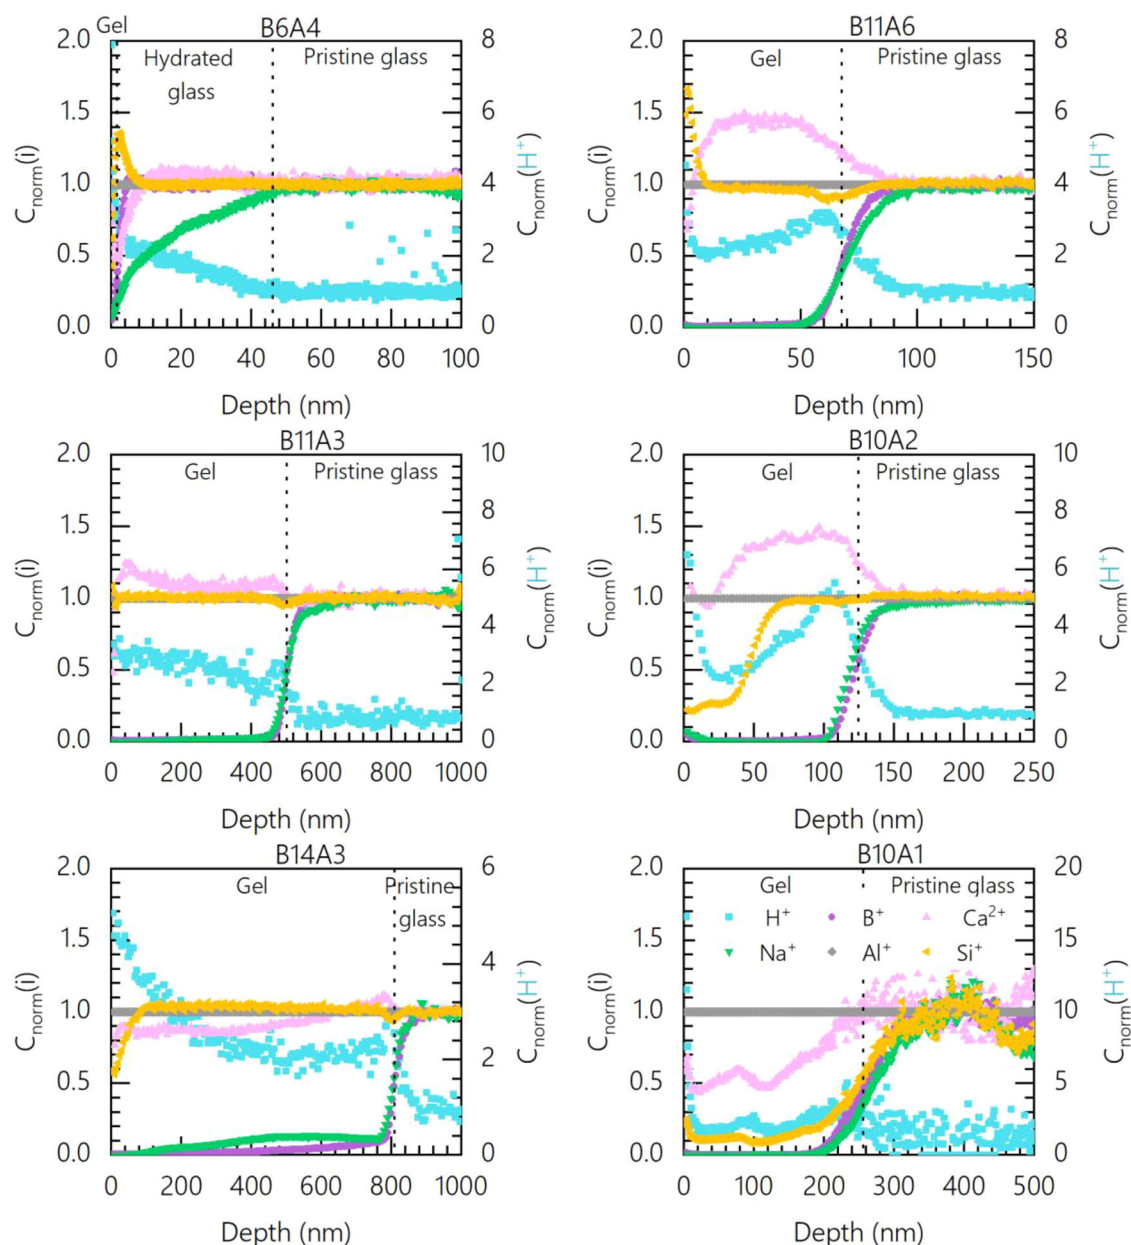 B6A4
Gel
Hydrated
glass
Pristine glass
2.0
1.5
1.0
0.5
0.0
C_norm(i)
8
6
4
2
0
C_norm(H⁺)
0 20 40 60 80 100
Depth (nm)
B11A6
Gel
Pristine glass
2.0
1.5
1.0
0.5
0.0
C_norm(i)
8
6
4
2
0
C_norm(H⁺)
0 50 100 150
Depth (nm)
B11A3
Gel
Pristine glass
2.0
1.5
1.0
0.5
0.0
C_norm(i)
10
8
6
4
2
0
C_norm(H⁺)
0 200 400 600 800 1000
Depth (nm)
B10A2
Gel
Pristine glass
2.0
1.5
1.0
0.5
0.0
C_norm(i)
10
8
6
4
2
0
C_norm(H⁺)
0 50 100 150 200 250
Depth (nm)
B14A3
Gel
Pristine
glass
2.0
1.5
1.0
0.5
0.0
C_norm(i)
6
4
2
0
C_norm(H⁺)
0 200 400 600 800 1000
Depth (nm)
B10A1
Gel
Pristine glass
H⁺ B⁺ Ca²⁺
Na⁺ Al⁺ Si⁺
2.0
1.5
1.0
0.5
0.0
C_norm(i)
20
15
10
5
0
C_norm(H⁺)
0 100 200 300 400 500
Depth (nm)